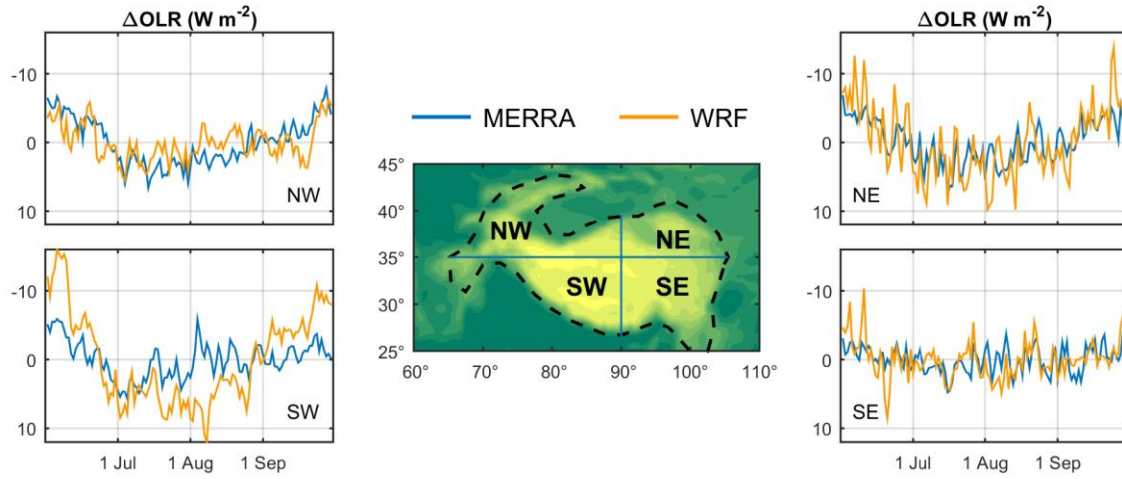 ΔOLR (W m-2)
-10
0
10
NW
-10
0
10
SW
1 Jul 1 Aug 1 Sep
MERRA WRF
45°
40°
35°
30°
25°
NW NE
SW SE
60° 70° 80° 90° 100° 110°
ΔOLR (W m-2)
-10
0
10
NE
-10
0
10
SE
1 Jul 1 Aug 1 Sep